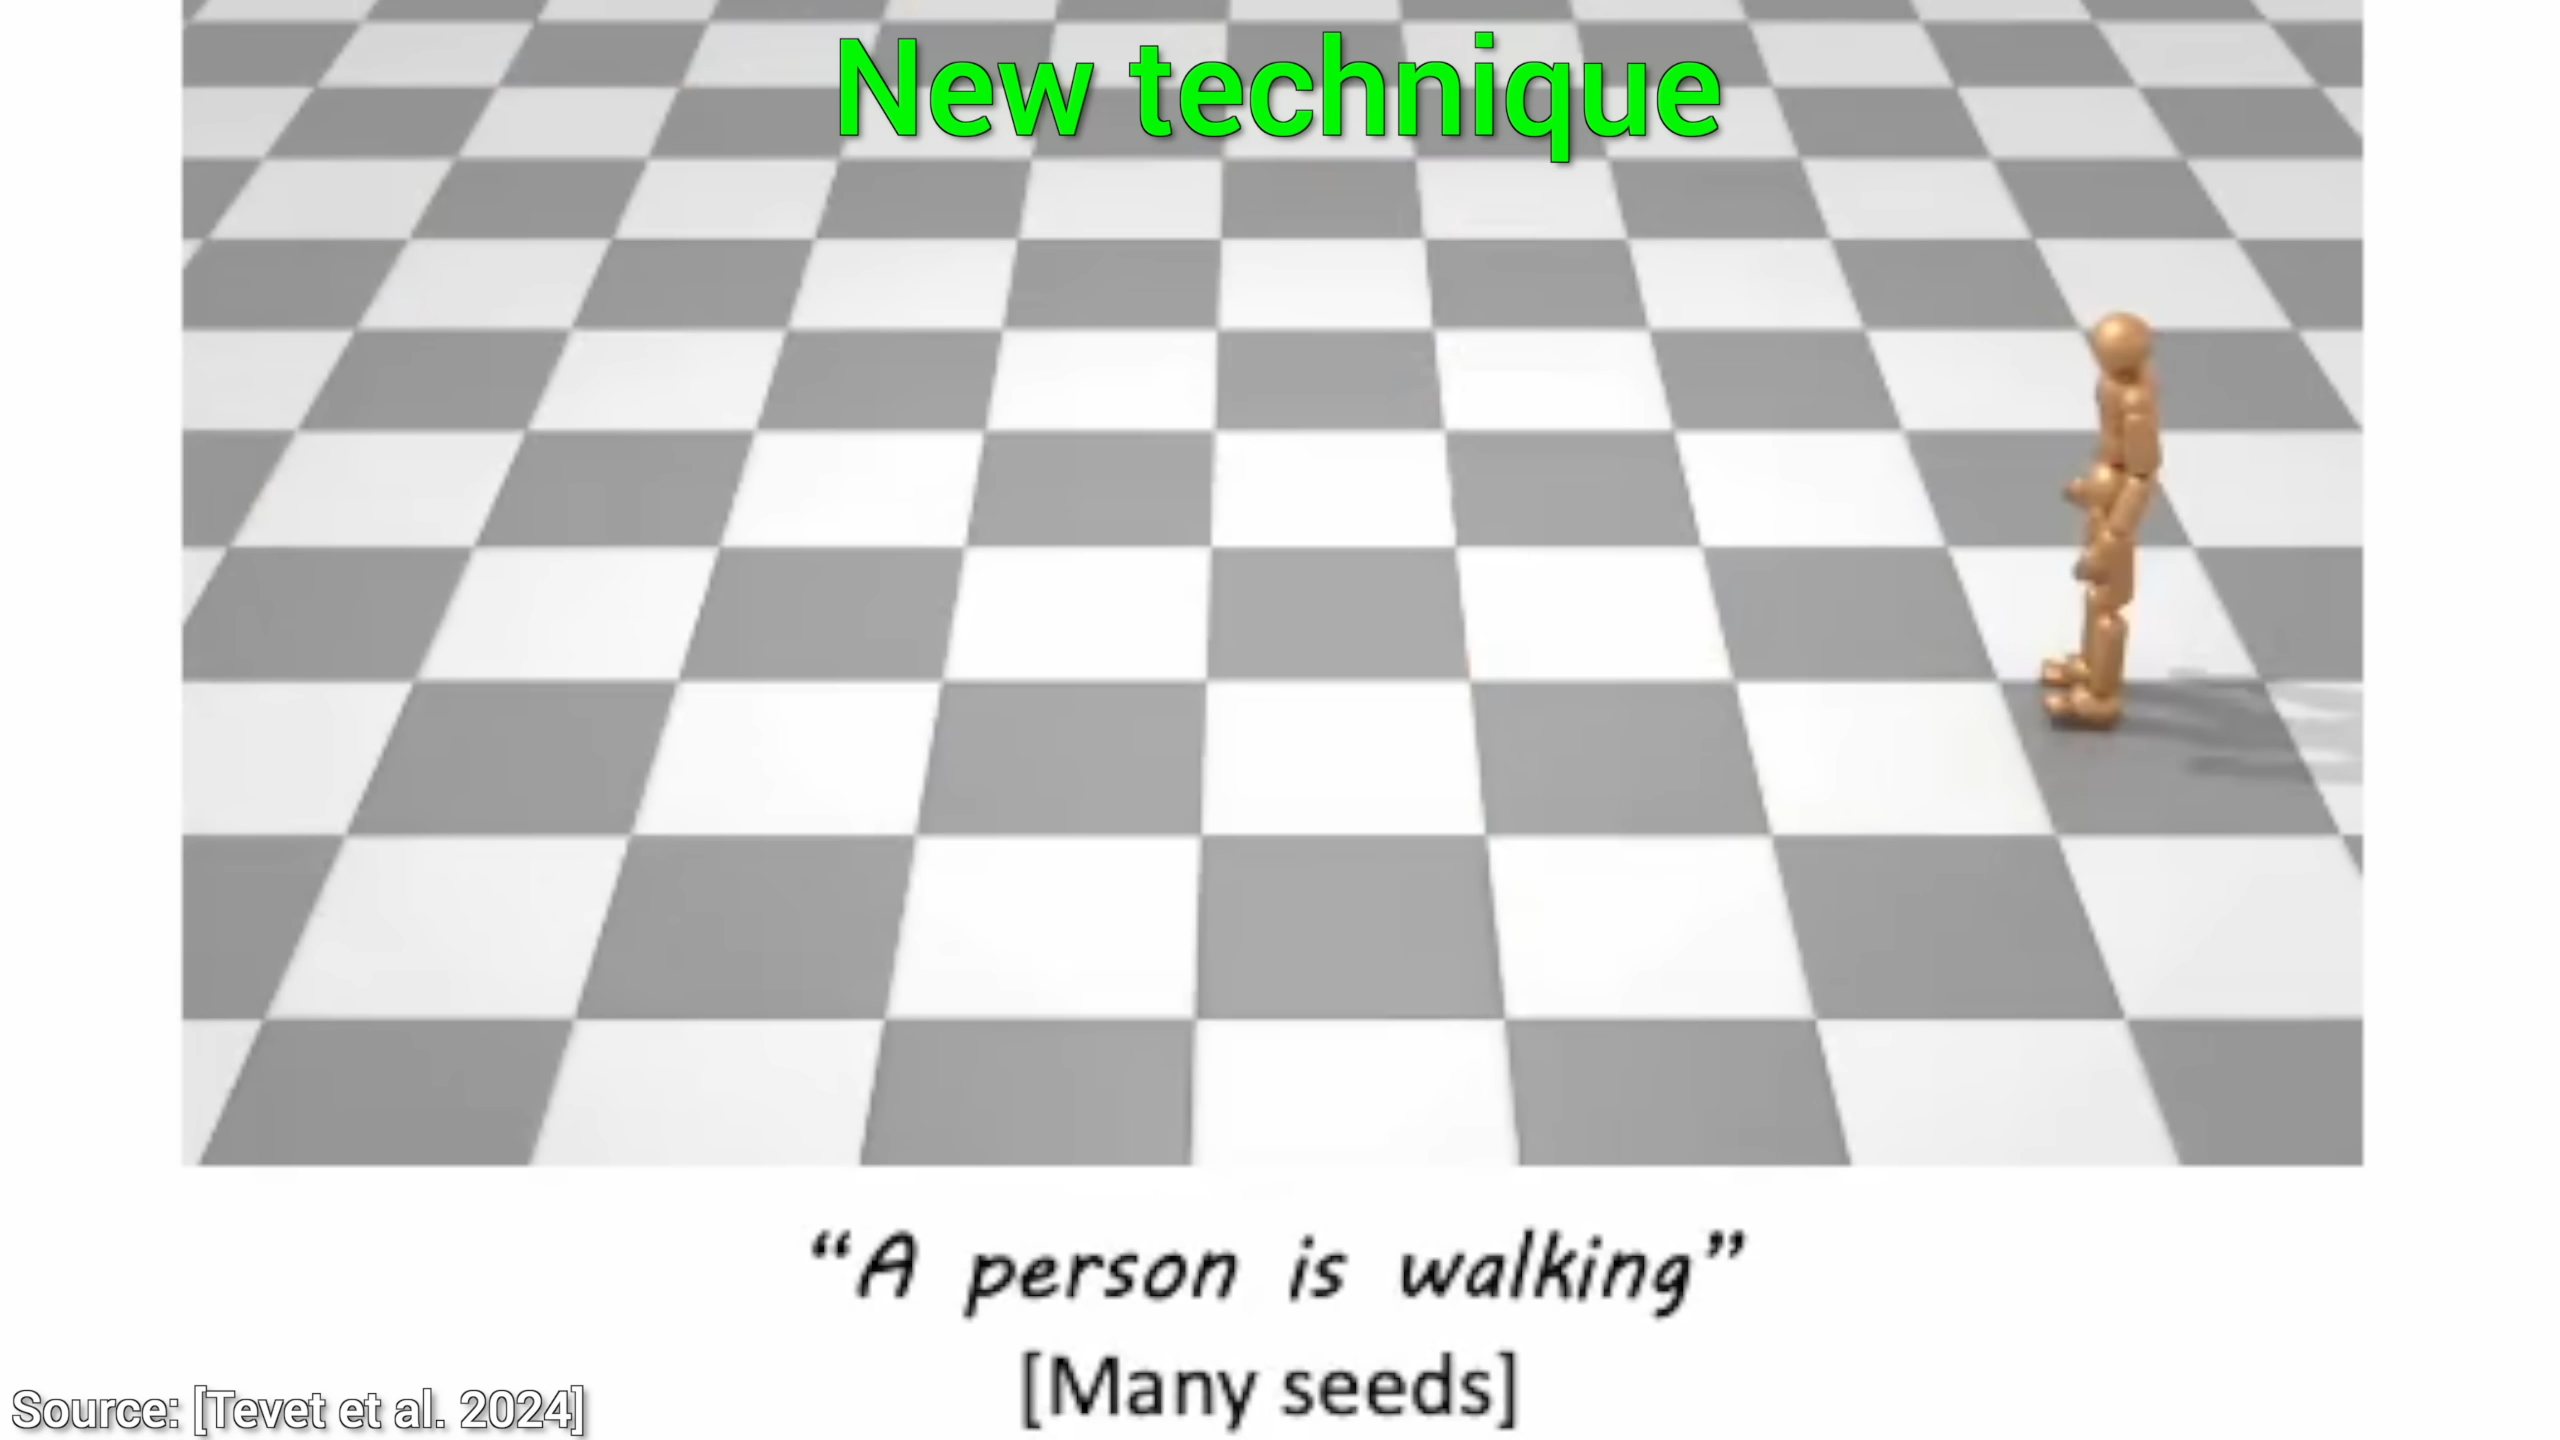 New technique
“A person is walking”
[Many seeds]
Source: [Tevet et al. 2024]